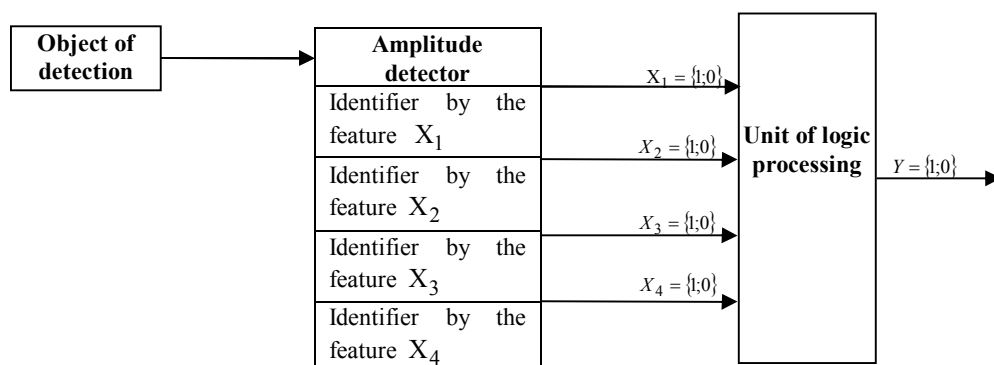 Object of
detection
Amplitude
detector
Identifier by the
feature X₁
Identifier by the
feature X₂
Identifier by the
feature X₃
Identifier by the
feature X₄
X₁ = {1;0}
X₂ = {1;0}
X₃ = {1;0}
X₄ = {1;0}
Unit of logic
processing
Y = {1;0}